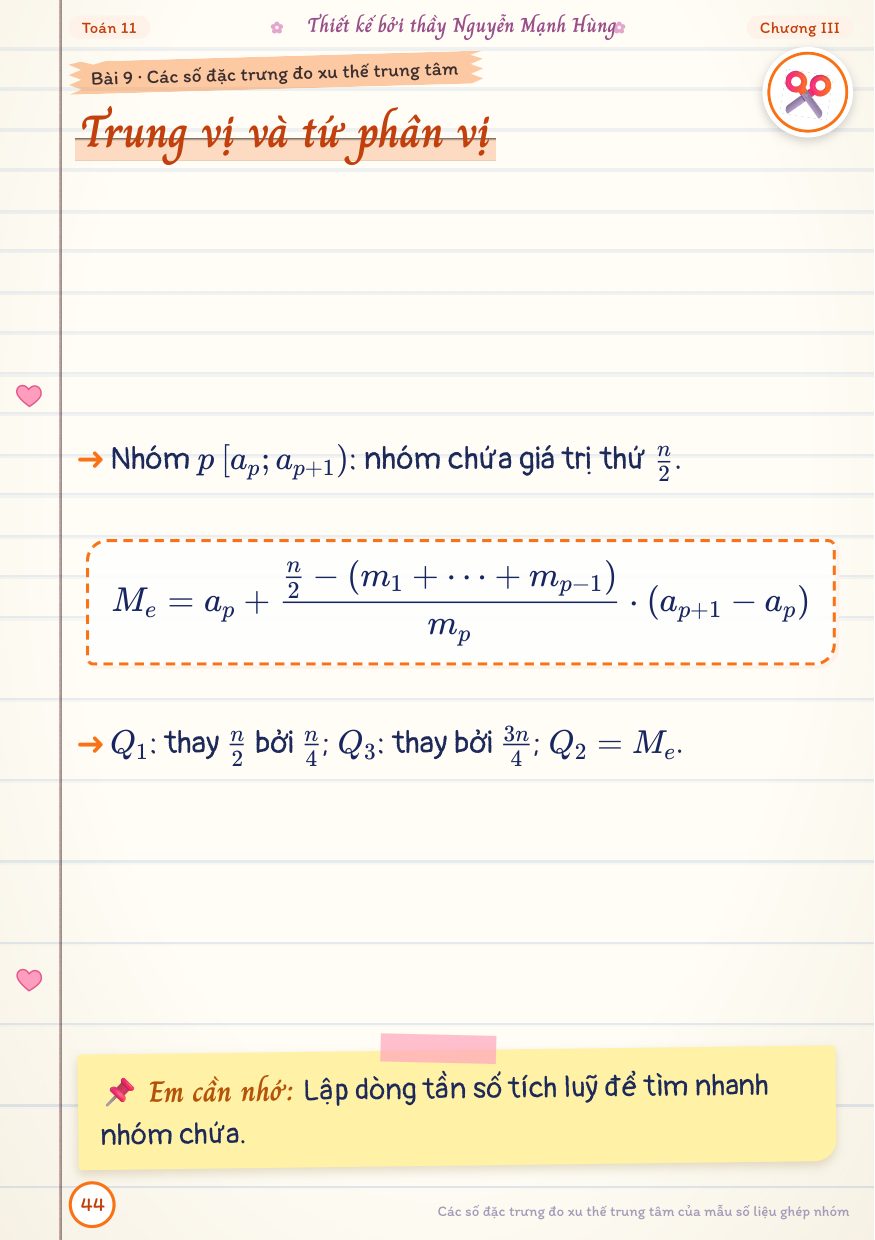 Toán 11
Thiết kế bởi thầy Nguyễn Mạnh Hùng
Chương III
Bài 9 · Các số đặc trưng đo xu thế trung tâm
Trung vị và tứ phân vị
→ Nhóm p [a_p; a_{p+1}): nhóm chứa giá trị thứ n/2.
M_e = a_p + (n/2 − (m_1 + ⋯ + m_{p−1}))/m_p · (a_{p+1} − a_p)
→ Q_1: thay n/2 bởi n/4; Q_3: thay bởi 3n/4; Q_2 = M_e.
📌 Em cần nhớ: Lập dòng tần số tích luỹ để tìm nhanh
nhóm chứa.
44
Các số đặc trưng đo xu thế trung tâm của mẫu số liệu ghép nhóm